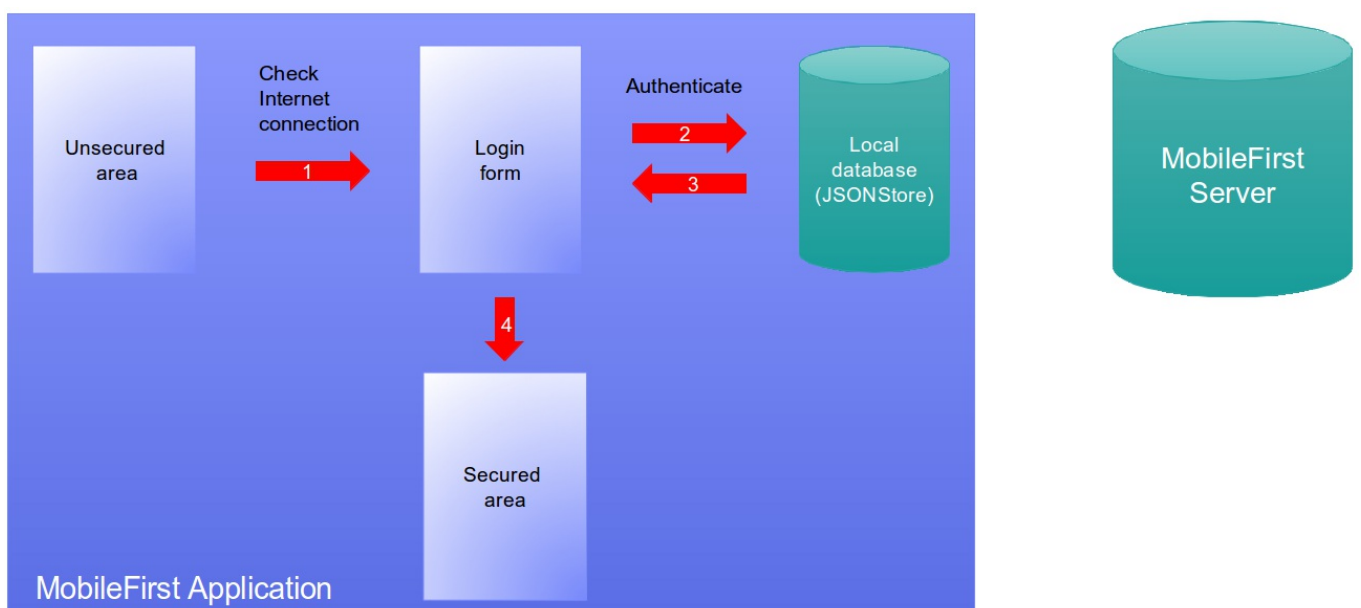 Unsecured
area
Check
Internet
connection
1
Login
form
Authenticate
2
3
Local
database
(JSONStore)
MobileFirst
Server
4
Secured
area
MobileFirst Application